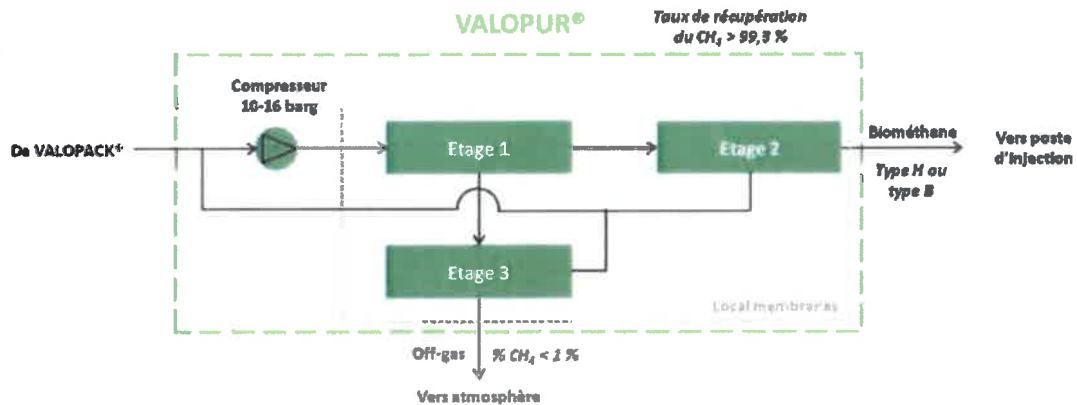 VALOPUR®
Taux de récupération
du CH₄ > 99,3 %
Compresseur
10-16 barg
De VALOPACK®
Etage 1
Etage 2
Biométhane
Type H ou
type B
Vers poste
d'injection
Etage 3
Local membranes
Off-gas
% CH₄ < 1 %
Vers atmosphère